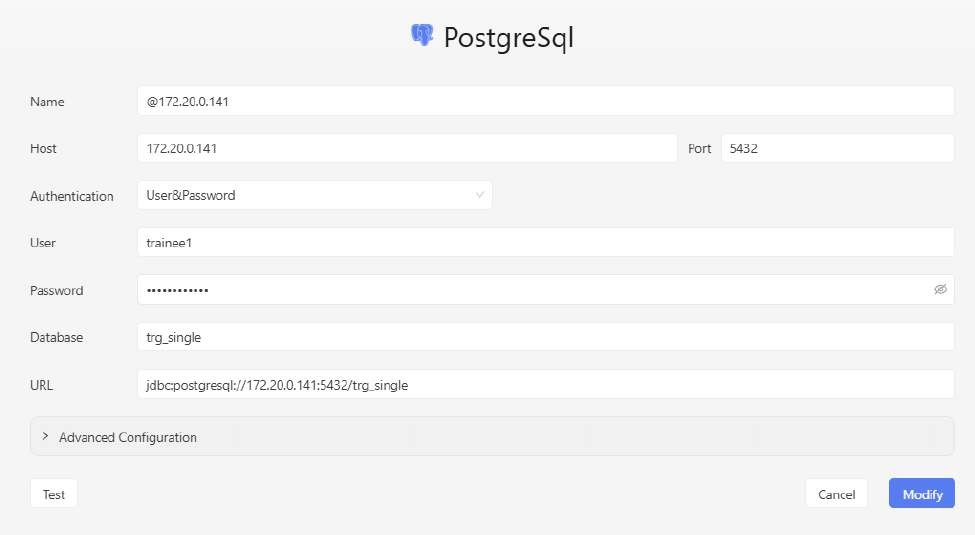 PostgreSql
Name @172.20.0.141
Host 172.20.0.141 Port 5432
Authentication User&Password
User trainee1
Password ••••••••••••
Database trg_single
URL jdbc:postgresql://172.20.0.141:5432/trg_single
> Advanced Configuration
Test Cancel Modify